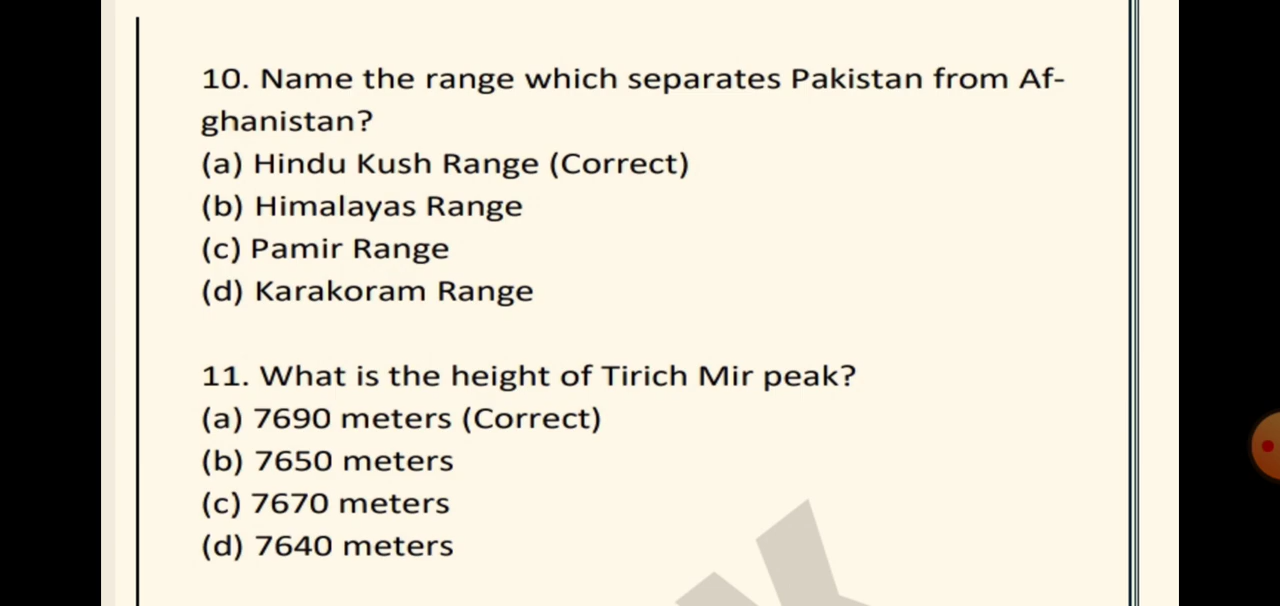 10. Name the range which separates Pakistan from Af-
ghanistan?
(a) Hindu Kush Range (Correct)
(b) Himalayas Range
(c) Pamir Range
(d) Karakoram Range
11. What is the height of Tirich Mir peak?
(a) 7690 meters (Correct)
(b) 7650 meters
(c) 7670 meters
(d) 7640 meters